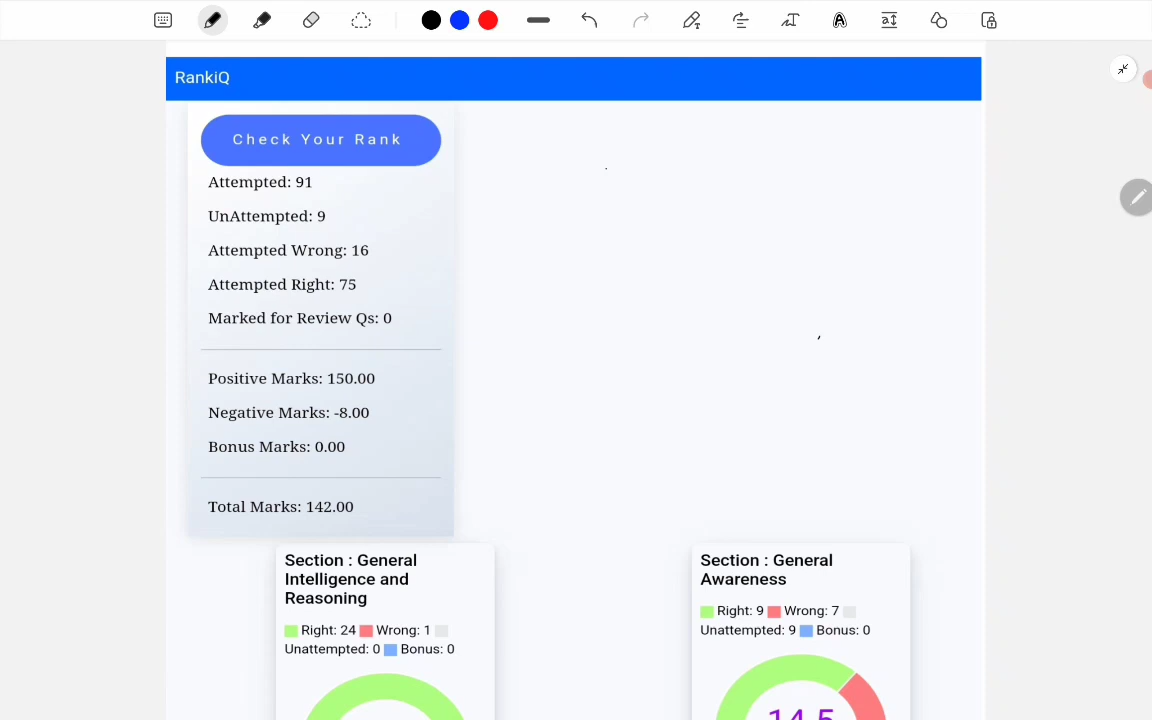 RankiQ
Check Your Rank
Attempted: 91
UnAttempted: 9
Attempted Wrong: 16
Attempted Right: 75
Marked for Review Qs: 0
Positive Marks: 150.00
Negative Marks: -8.00
Bonus Marks: 0.00
Total Marks: 142.00
Section : General
Intelligence and
Reasoning
Right: 24 Wrong: 1
Unattempted: 0 Bonus: 0
Section : General
Awareness
Right: 9 Wrong: 7
Unattempted: 9 Bonus: 0
14.5